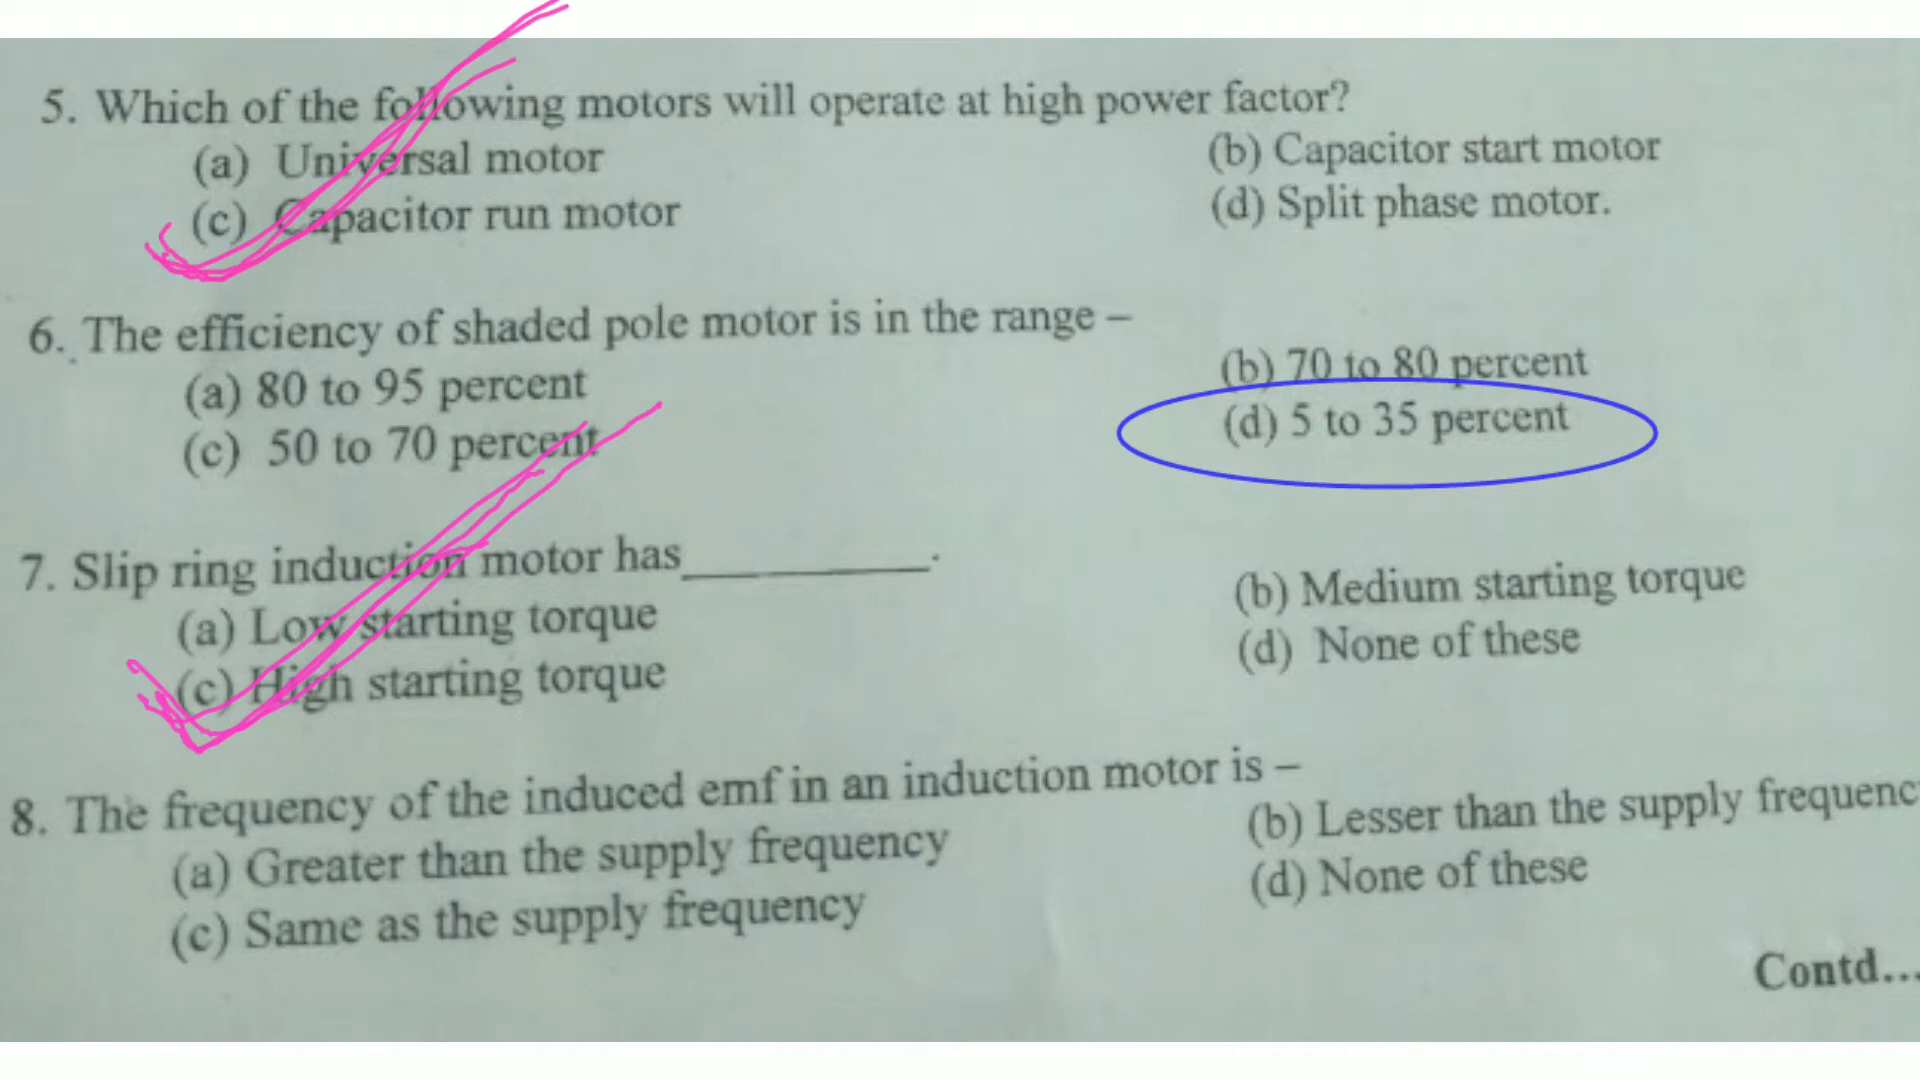 5. Which of the following motors will operate at high power factor?
(a) Universal motor (b) Capacitor start motor
(c) Capacitor run motor (d) Split phase motor.
6. The efficiency of shaded pole motor is in the range –
(a) 80 to 95 percent (b) 70 to 80 percent
(c) 50 to 70 percent (d) 5 to 35 percent
7. Slip ring induction motor has__________.
(a) Low starting torque (b) Medium starting torque
(c) High starting torque (d) None of these
8. The frequency of the induced emf in an induction motor is –
(a) Greater than the supply frequency (b) Lesser than the supply frequenc
(c) Same as the supply frequency (d) None of these
Contd...